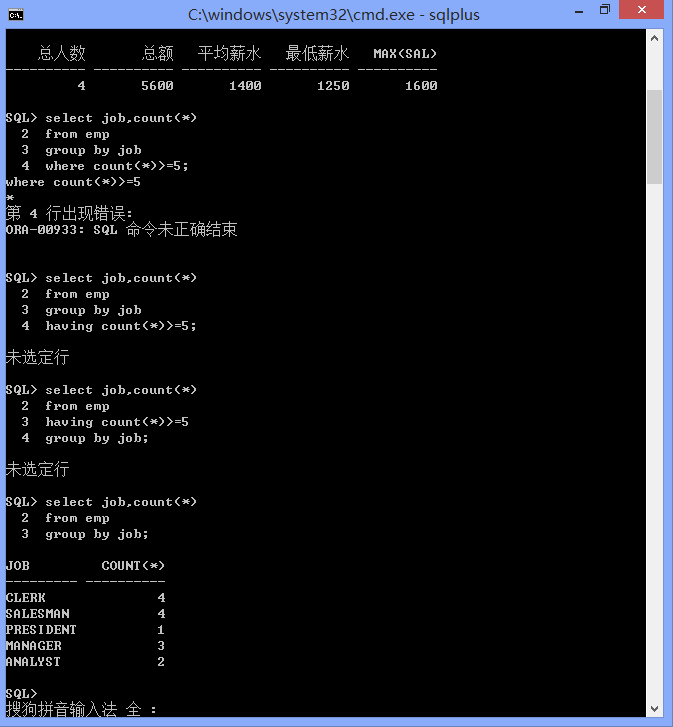 C:\windows\system32\cmd.exe - sqlplus
总人数 总额 平均薪水 最低薪水 MAX(SAL)
---------- ---------- ---------- ---------- ----------
4 5600 1400 1250 1600
SQL> select job,count(*)
2 from emp
3 group by job
4 where count(*)>=5;
where count(*)>=5
*
第 4 行出现错误:
ORA-00933: SQL 命令未正确结束
SQL> select job,count(*)
2 from emp
3 group by job
4 having count(*)>=5;
未选定行
SQL> select job,count(*)
2 from emp
3 having count(*)>=5
4 group by job;
未选定行
SQL> select job,count(*)
2 from emp
3 group by job;
JOB COUNT(*)
--------- ----------
CLERK 4
SALESMAN 4
PRESIDENT 1
MANAGER 3
ANALYST 2
SQL>
搜狗拼音输入法 全 :